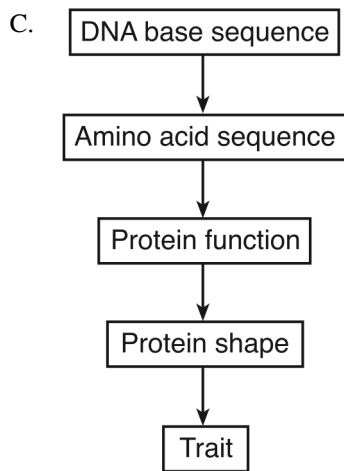 C.
DNA base sequence
Amino acid sequence
Protein function
Protein shape
Trait